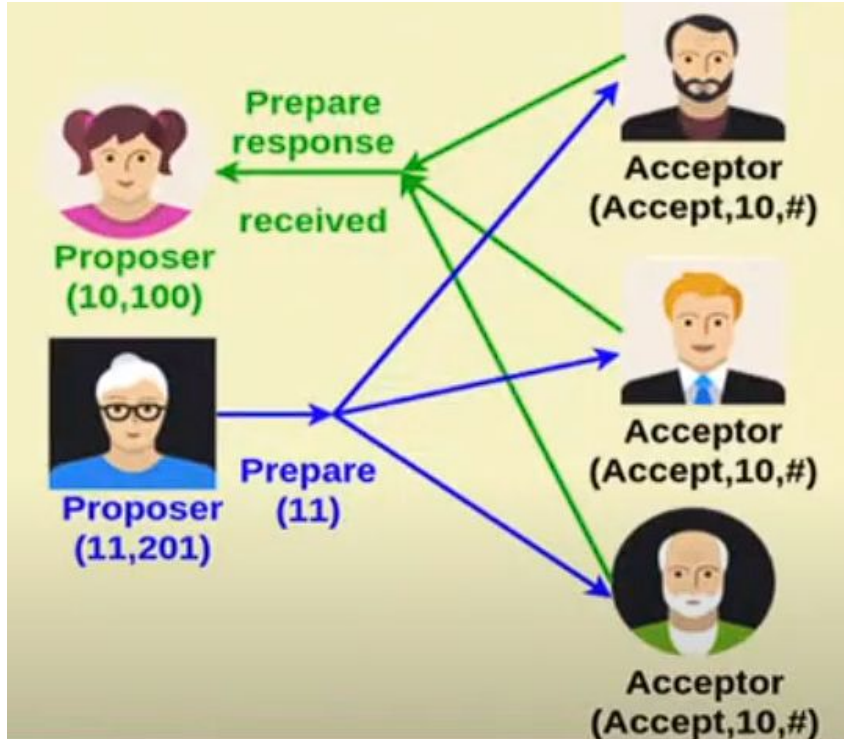 Prepare
response
received
Proposer
(10,100)
Proposer
(11,201)
Prepare
(11)
Acceptor
(Accept,10,#)
Acceptor
(Accept,10,#)
Acceptor
(Accept,10,#)